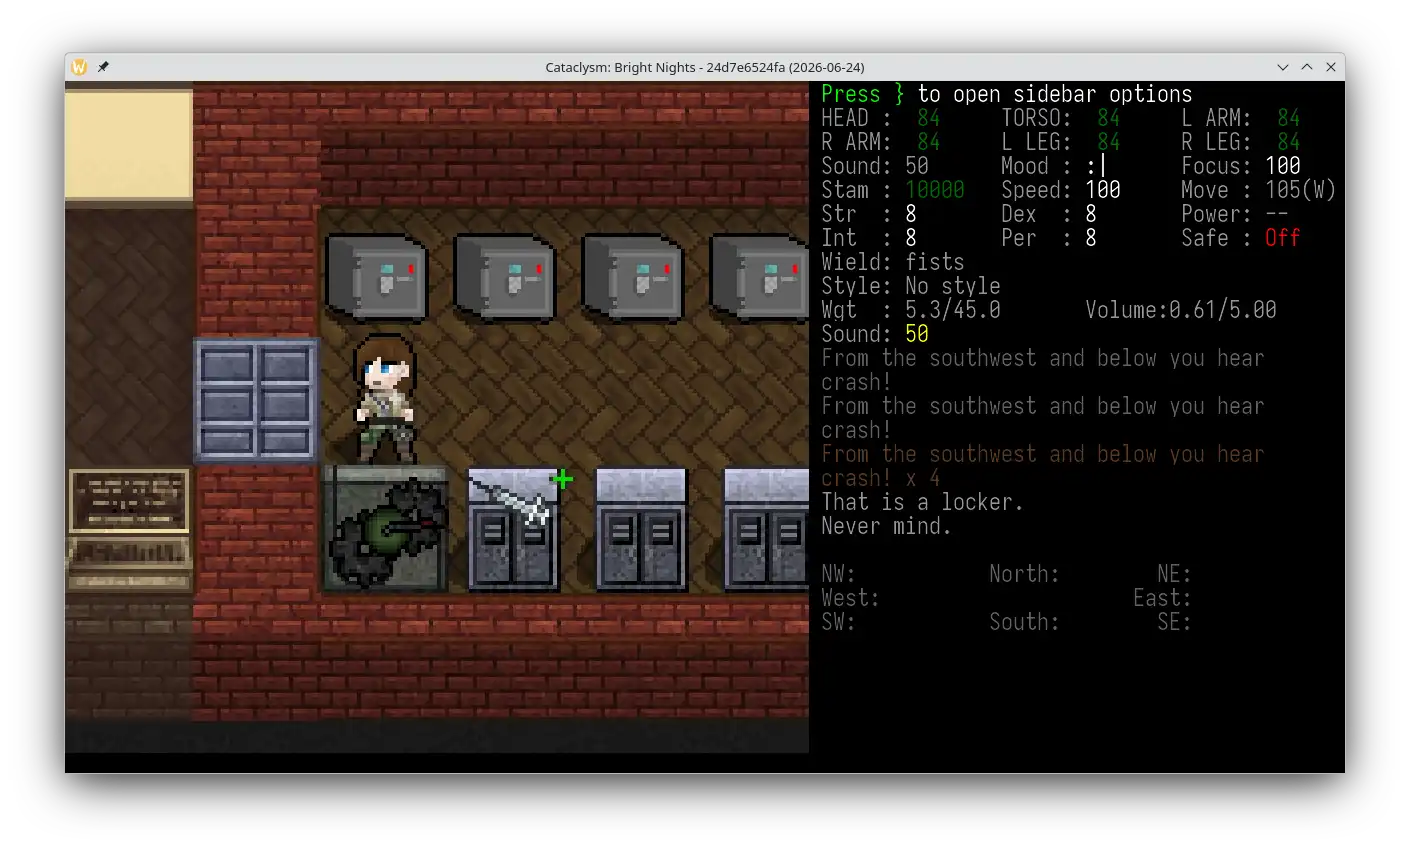 Cataclysm: Bright Nights - 24d7e6524fa (2026-06-24)
Press } to open sidebar options
HEAD : 84 TORSO: 84 L ARM: 84
R ARM: 84 L LEG: 84 R LEG: 84
Sound: 50 Mood : :| Focus: 100
Stam : 10000 Speed: 100 Move : 105(W)
Str : 8 Dex : 8 Power: --
Int : 8 Per : 8 Safe : Off
Wield: fists
Style: No style
Wgt : 5.3/45.0 Volume:0.61/5.00
Sound: 50
From the southwest and below you hear
crash!
From the southwest and below you hear
crash!
From the southwest and below you hear
crash! x 4
That is a locker.
Never mind.
NW: North: NE:
West: East:
SW: South: SE: